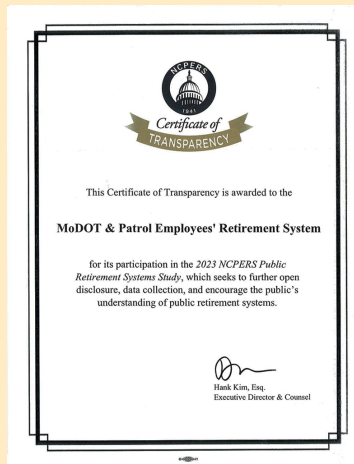 NCPERS
1941
Certificate of
TRANSPARENCY
This Certificate of Transparency is awarded to the
MoDOT & Patrol Employees' Retirement System
for its participation in the 2023 NCPERS Public
Retirement Systems Study, which seeks to further open
disclosure, data collection, and encourage the public's
understanding of public retirement systems.
Hank Kim, Esq.
Executive Director & Counsel